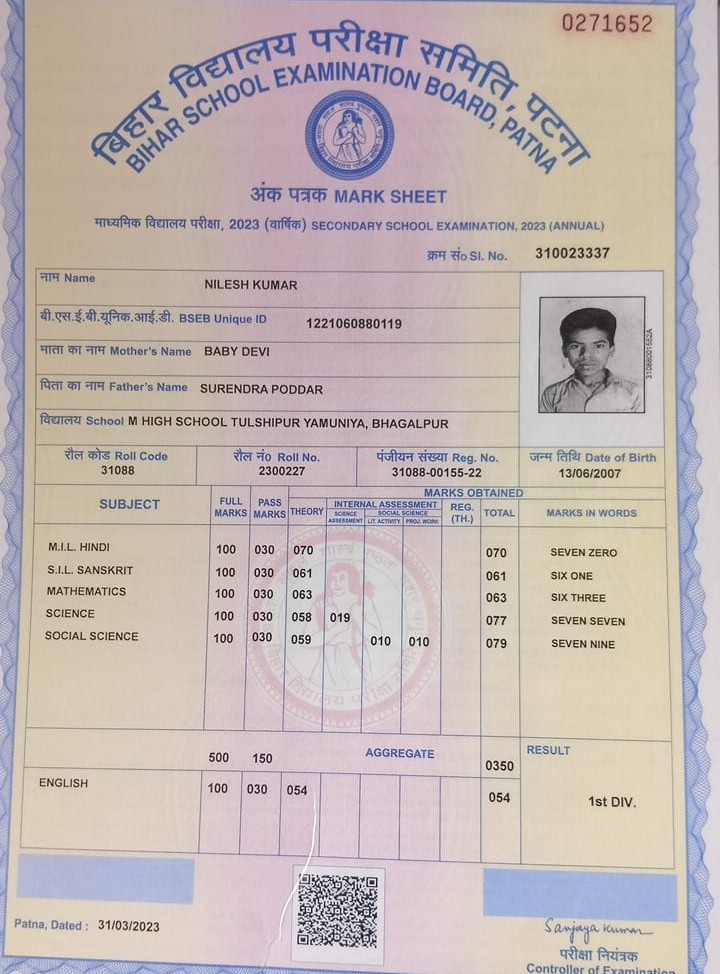 0271652
बिहार विद्यालय परीक्षा समिति, पटना
BIHAR SCHOOL EXAMINATION BOARD, PATNA
अंक पत्रक MARK SHEET
माध्यमिक विद्यालय परीक्षा, 2023 (वार्षिक) SECONDARY SCHOOL EXAMINATION, 2023 (ANNUAL)
क्रम सं० Sl. No. 310023337
नाम Name NILESH KUMAR
बी.एस.ई.बी.यूनिक.आई.डी. BSEB Unique ID 1221060880119
माता का नाम Mother's Name BABY DEVI
पिता का नाम Father's Name SURENDRA PODDAR
विद्यालय School M HIGH SCHOOL TULSHIPUR YAMUNIYA, BHAGALPUR
31088001552A
रौल कोड Roll Code रौल नं० Roll No. पंजीयन संख्या Reg. No. जन्म तिथि Date of Birth
31088 2300227 31088-00155-22 13/06/2007
MARKS OBTAINED
SUBJECT FULL MARKS PASS MARKS THEORY INTERNAL ASSESSMENT REG. (TH.) TOTAL MARKS IN WORDS
SCIENCE ASSESSMENT SOCIAL SCIENCE
LIT. ACTIVITY PROJ. WORK
M.I.L. HINDI 100 030 070 070 SEVEN ZERO
S.I.L. SANSKRIT 100 030 061 061 SIX ONE
MATHEMATICS 100 030 063 063 SIX THREE
SCIENCE 100 030 058 019 077 SEVEN SEVEN
SOCIAL SCIENCE 100 030 059 010 010 079 SEVEN NINE
500 150 AGGREGATE 0350 RESULT
ENGLISH 100 030 054 054 1st DIV.
Patna, Dated : 31/03/2023
Sanjaya Kumar
परीक्षा नियंत्रक
Controller of Examination